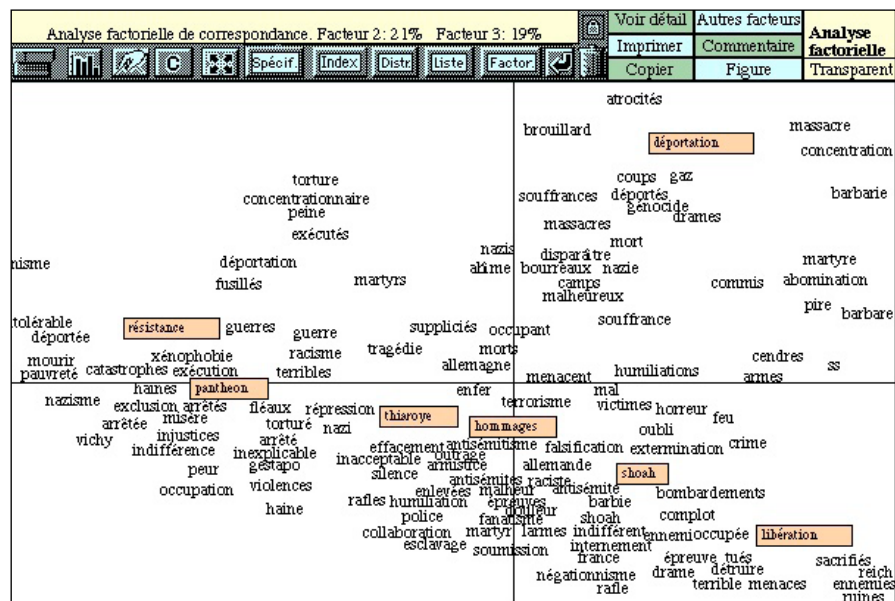 Voir détail Autres facteurs
Analyse factorielle de correspondance. Facteur 2: 21% Facteur 3: 19%
Imprimer Commentaire Analyse factorielle
C Spécif. Index Distr. Liste Factor.
Copier Figure Transparent
atrocités
brouillard massacre
déportation
concentration
torture coups gaz
concentrationnaire souffrances déportés barbarie
peine génocide
drames
massacres
exécutés mort
nazis disparaître
nisme déportation abîme bourreaux nazie martyre
fusillés martyrs camps commis abomination
malheureux
pire
souffrance barbare
tolérable résistance guerres suppliciés occupant
déportée guerre
xénophobie racisme tragédie morts cendres
mourir
pauvreté catastrophes exécution terribles allemagne humiliations ss
menacent armes
haines pantheon enfer mal
nazisme exclusion arrêtés fléaux répression terrorisme victimes horreur
misère thiaroye feu
arrêtée torturé nazi hommages oubli
vichy injustices arrêté
indifférence inexplicable effacement antisémitisme falsification extermination crime
inacceptable outrage
peur gestapo armistice allemande
silence shoah
occupation violences antisémites raciste
enlevées malheur antisémite bombardements
haine rafles humiliation épreuves barbie
douleur
police fanatisme shoah complot
collaboration martyr larmes indifférent ennemi occupée libération
esclavage soumission internement
france épreuve tués sacrifiés
négationnisme drame détruire reich
rafle terrible menaces ennemies
ruines